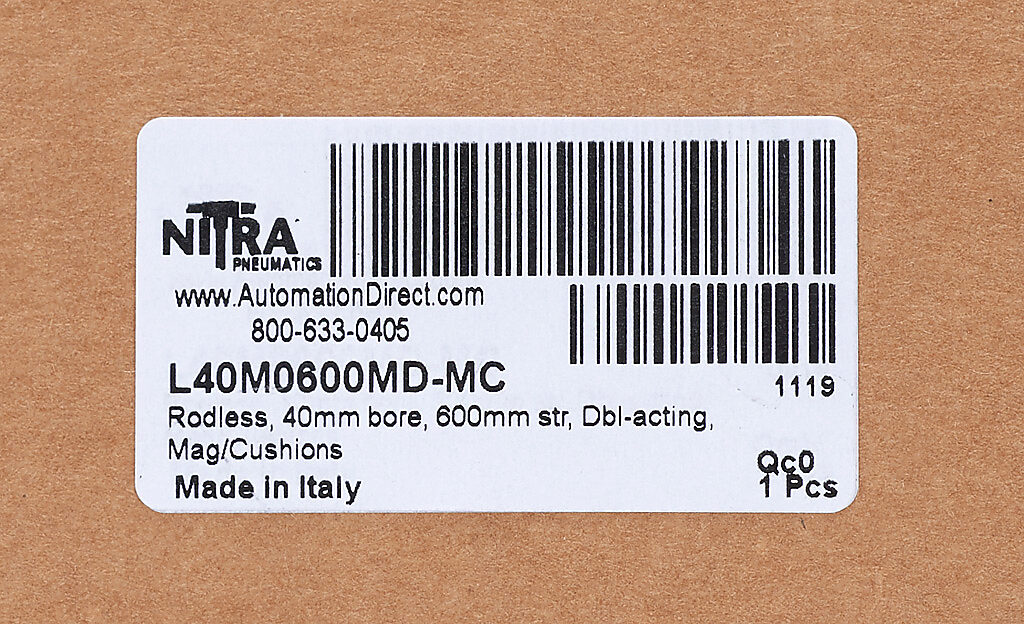 NITRA
PNEUMATICS
www.AutomationDirect.com
800-633-0405
L40M0600MD-MC
1119
Rodless, 40mm bore, 600mm str, Dbl-acting,
Mag/Cushions
Made in Italy
Qc0
1 Pcs